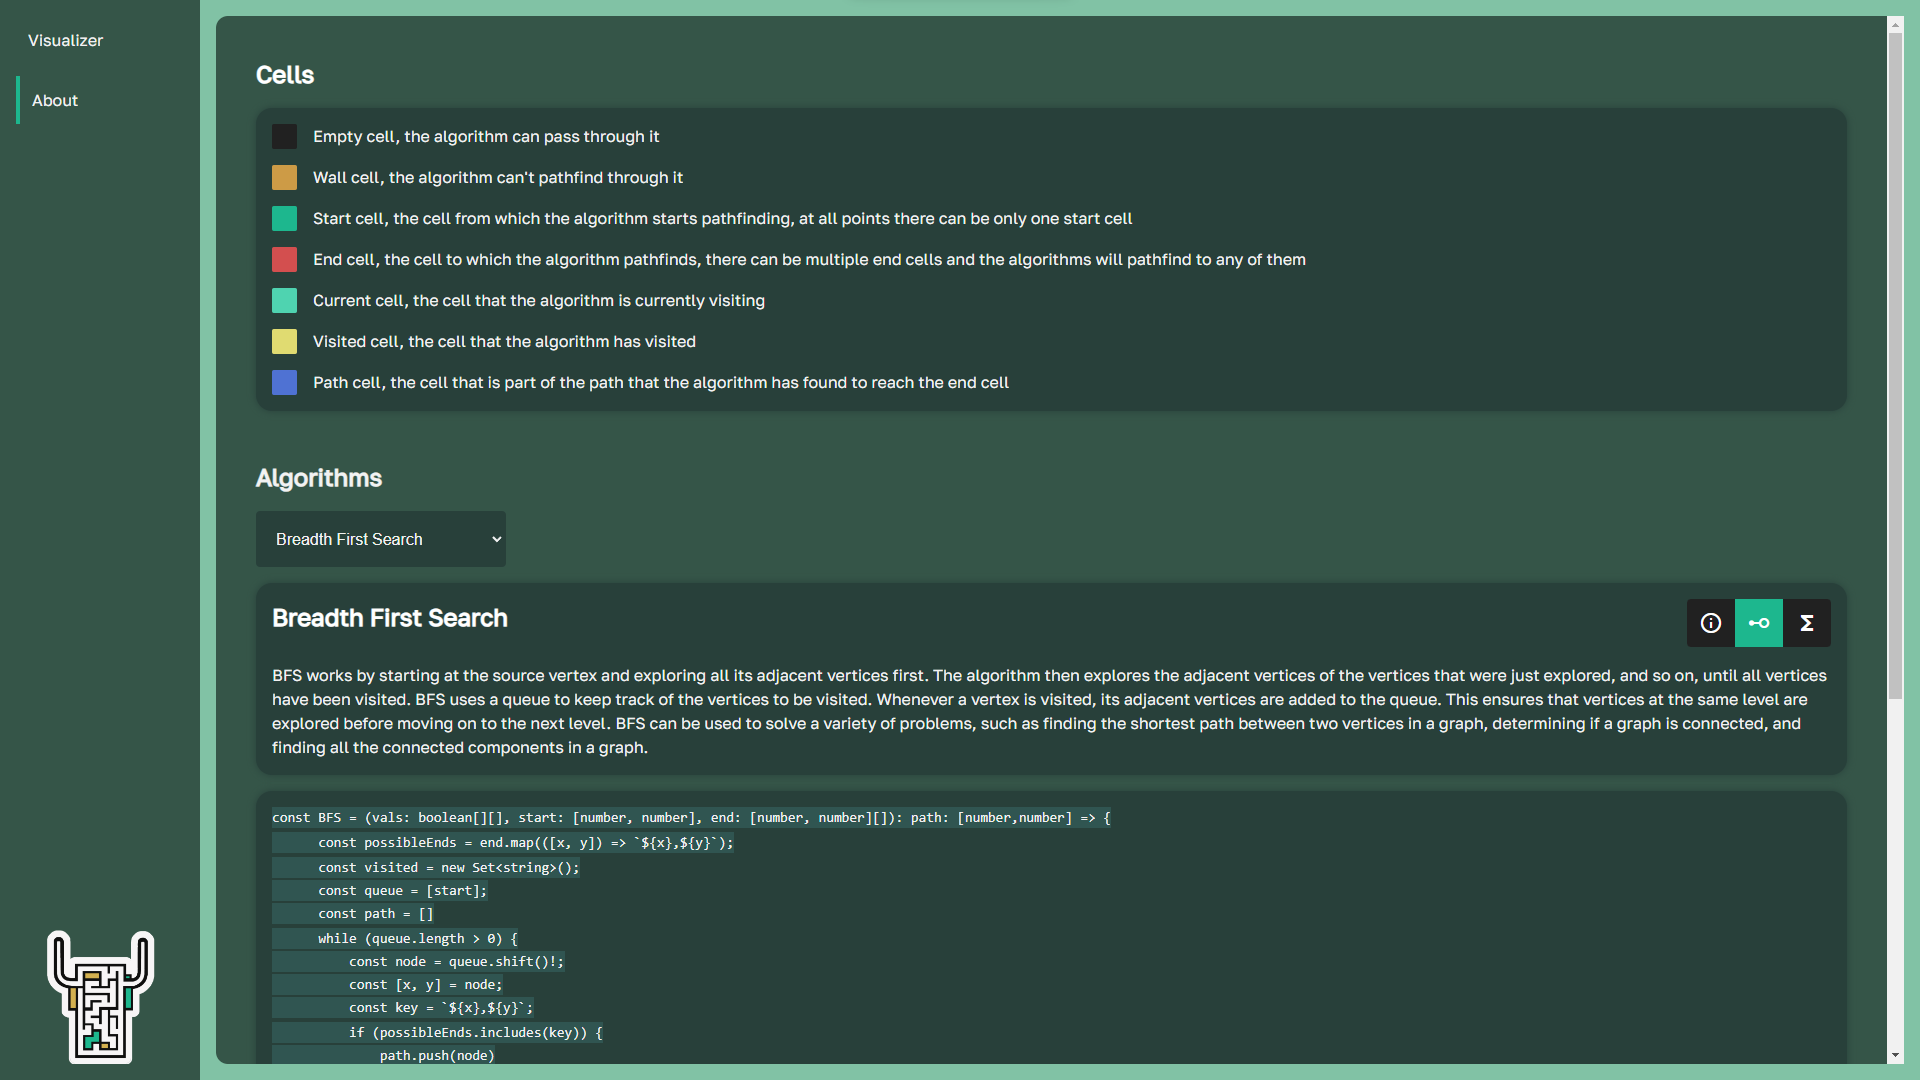 Visualizer
About
Cells
Empty cell, the algorithm can pass through it
Wall cell, the algorithm can't pathfind through it
Start cell, the cell from which the algorithm starts pathfinding, at all points there can be only one start cell
End cell, the cell to which the algorithm pathfinds, there can be multiple end cells and the algorithms will pathfind to any of them
Current cell, the cell that the algorithm is currently visiting
Visited cell, the cell that the algorithm has visited
Path cell, the cell that is part of the path that the algorithm has found to reach the end cell
Algorithms
Breadth First Search
Breadth First Search
Σ
BFS works by starting at the source vertex and exploring all its adjacent vertices first. The algorithm then explores the adjacent vertices of the vertices that were just explored, and so on, until all vertices
have been visited. BFS uses a queue to keep track of the vertices to be visited. Whenever a vertex is visited, its adjacent vertices are added to the queue. This ensures that vertices at the same level are
explored before moving on to the next level. BFS can be used to solve a variety of problems, such as finding the shortest path between two vertices in a graph, determining if a graph is connected, and
finding all the connected components in a graph.
const BFS = (vals: boolean[][], start: [number, number], end: [number, number][]): path: [number,number] => {
const possibleEnds = end.map(([x, y]) => `${x},${y}`);
const visited = new Set<string>();
const queue = [start];
const path = []
while (queue.length > 0) {
const node = queue.shift()!;
const [x, y] = node;
const key = `${x},${y}`;
if (possibleEnds.includes(key)) {
path.push(node)